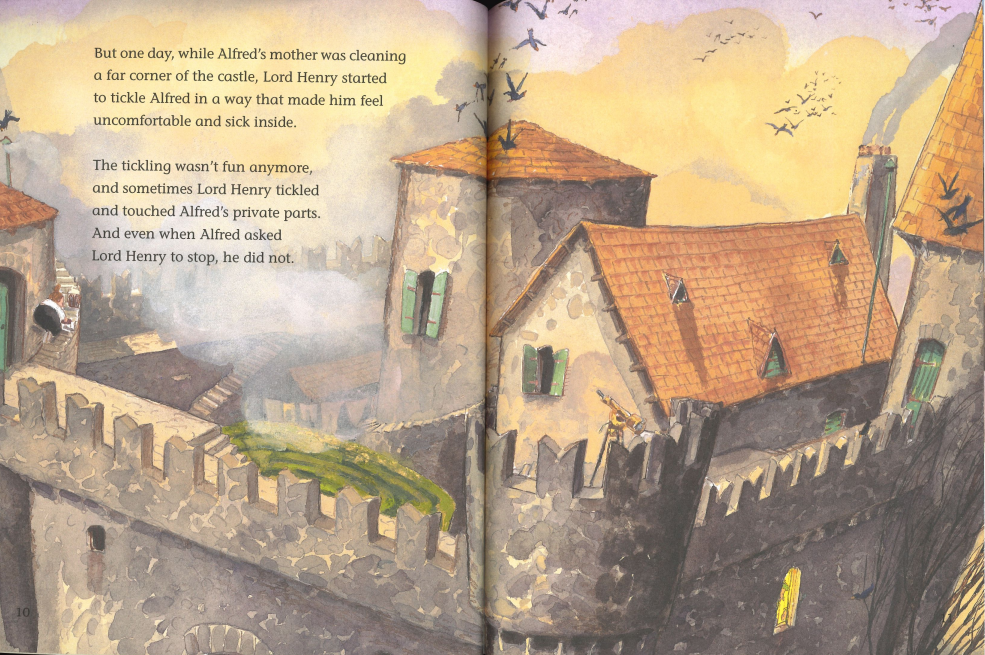 But one day, while Alfred's mother was cleaning
a far corner of the castle, Lord Henry started
to tickle Alfred in a way that made him feel
uncomfortable and sick inside.
The tickling wasn't fun anymore,
and sometimes Lord Henry tickled
and touched Alfred's private parts.
And even when Alfred asked
Lord Henry to stop, he did not.
10